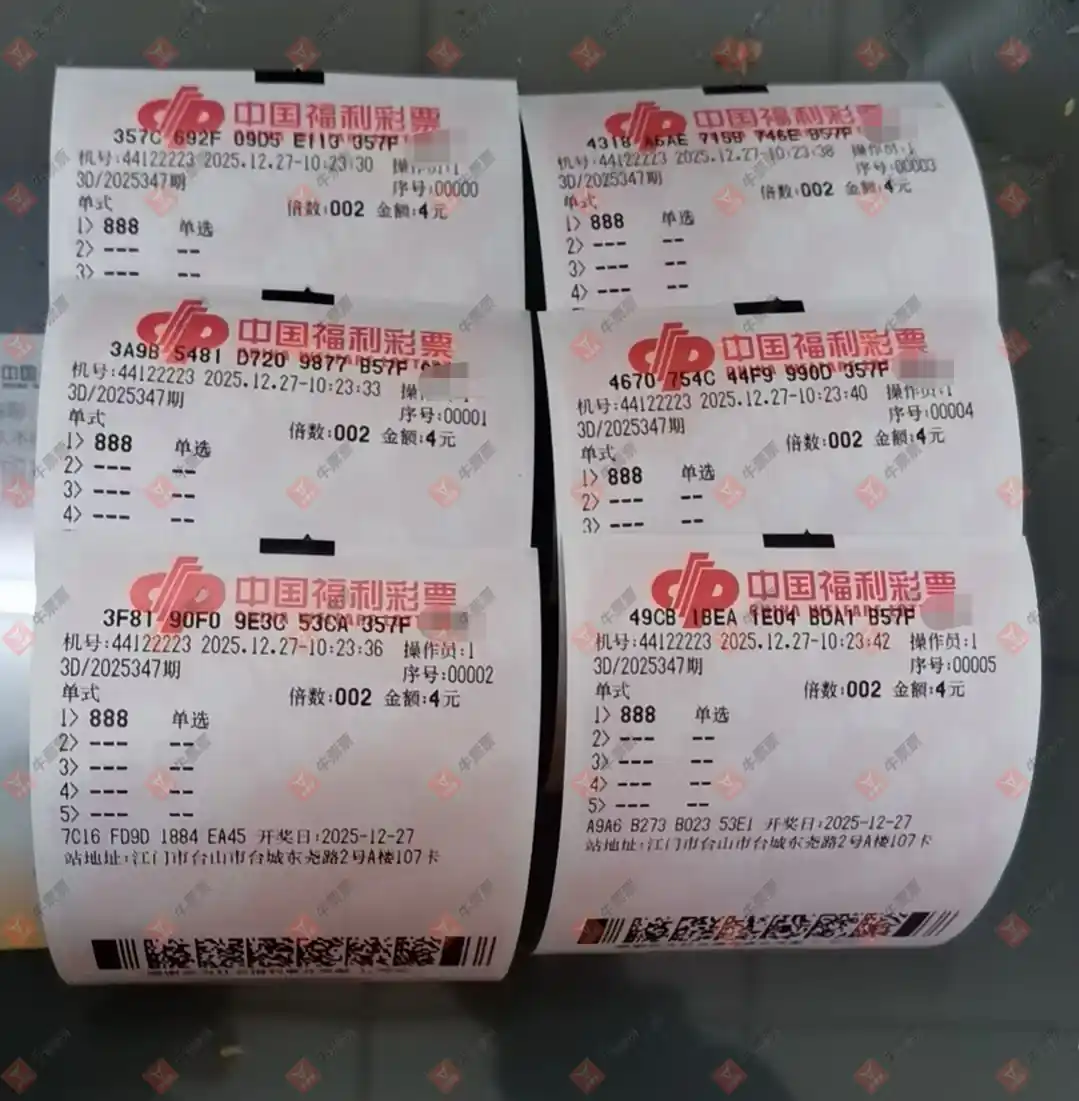 中国福利彩票
357C 692F 09D5 E113 357F
机号:44122223 2025.12.27-10:23:30 操作员:1
3D/2025347期 序号:00000
单式 倍数:002 金额:4元
1> 888 单选
2> --- --
3> --- --
中国福利彩票
3A9B 5481 D720 9877 B57F
机号:44122223 2025.12.27-10:23:33
3D/2025347期 序号:00001
单式 倍数:002 金额:4元
1> 888 单选
2> --- --
3> --- --
4> --- --
中国福利彩票
3F81 90F0 9E3C 53CA 357F
机号:44122223 2025.12.27-10:23:36 操作员:1
3D/2025347期 序号:00002
单式 倍数:002 金额:4元
1> 888 单选
2> --- --
3> --- --
4> --- --
5> --- --
7C16 FD9D 1884 EA45 开奖日:2025-12-27
站地址:江门市台山市台城东尧路2号A楼107卡
中国福利彩票
4318 A6AE 715B 746E B57F
机号:44122223 2025.12.27-10:23:38 操作员:1
3D/2025347期 序号:00003
单式 倍数:002 金额:4元
1> 888 单选
2> --- --
3> --- --
4> --- --
中国福利彩票
4670 754C 44F9 990D 357F
机号:44122223 2025.12.27-10:23:40 操作员:1
3D/2025347期 序号:00004
单式 倍数:002 金额:4元
1> 888 单选
2> --- --
3> --- --
中国福利彩票
49CB 1BEA 1E04 BDA1 B57F
机号:44122223 2025.12.27-10:23:42 操作员:1
3D/2025347期 序号:00005
单式 倍数:002 金额:4元
1> 888 单选
2> --- --
3> --- --
4> --- --
5> --- --
A9A6 B273 B023 53E1 开奖日:2025-12-27
站地址:江门市台山市台城东尧路2号A楼107卡
牛票票